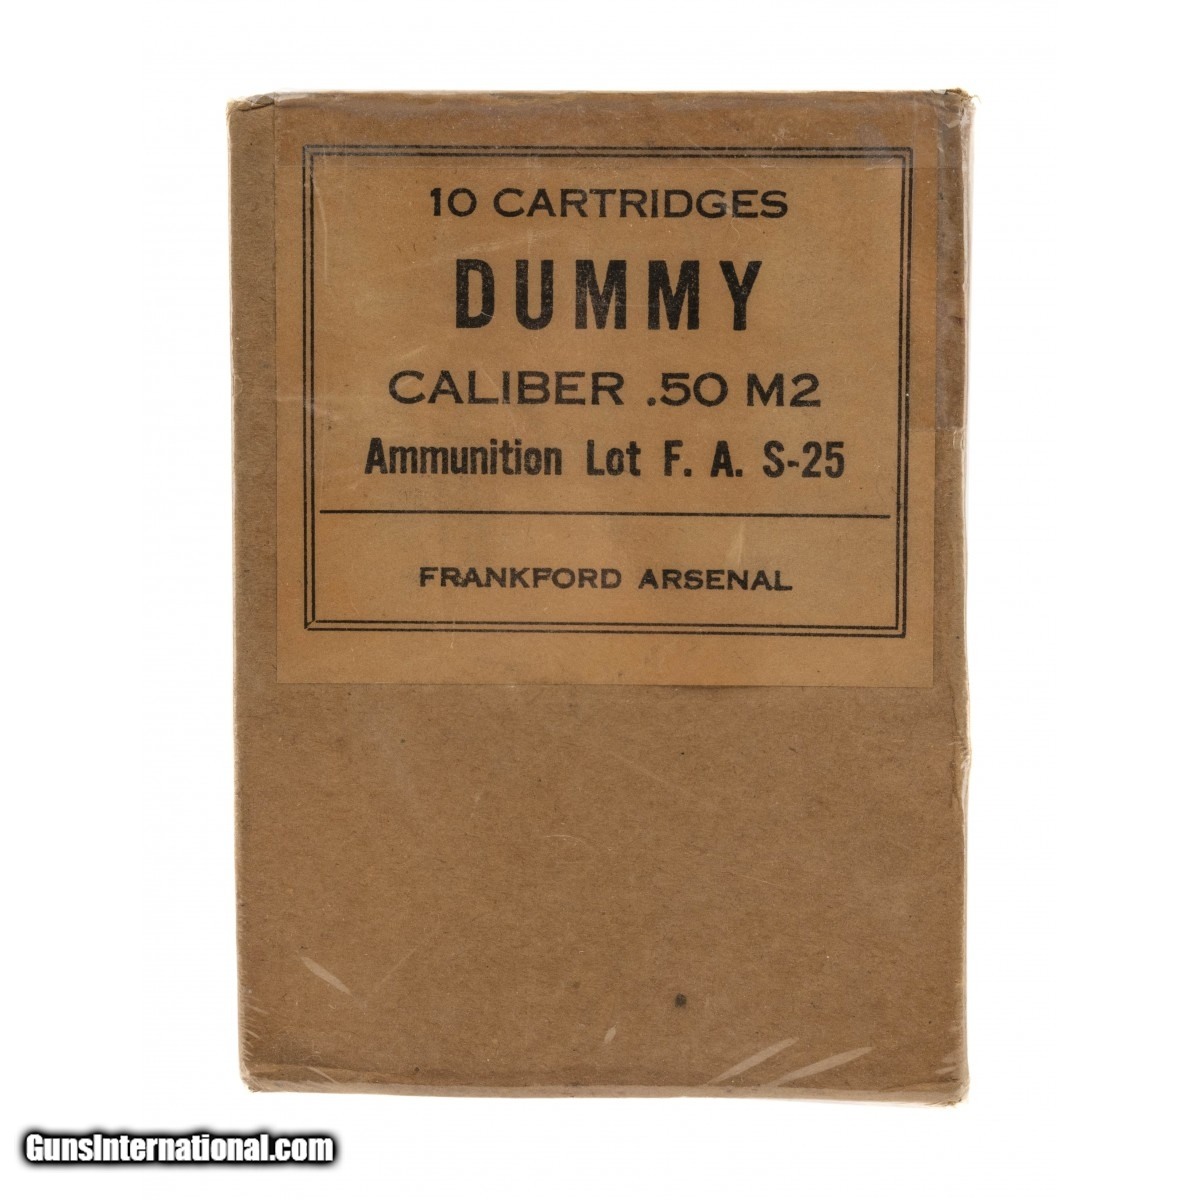 10 CARTRIDGES
DUMMY
CALIBER .50 M2
Ammunition Lot F. A. S-25
FRANKFORD ARSENAL
GunsInternational.com